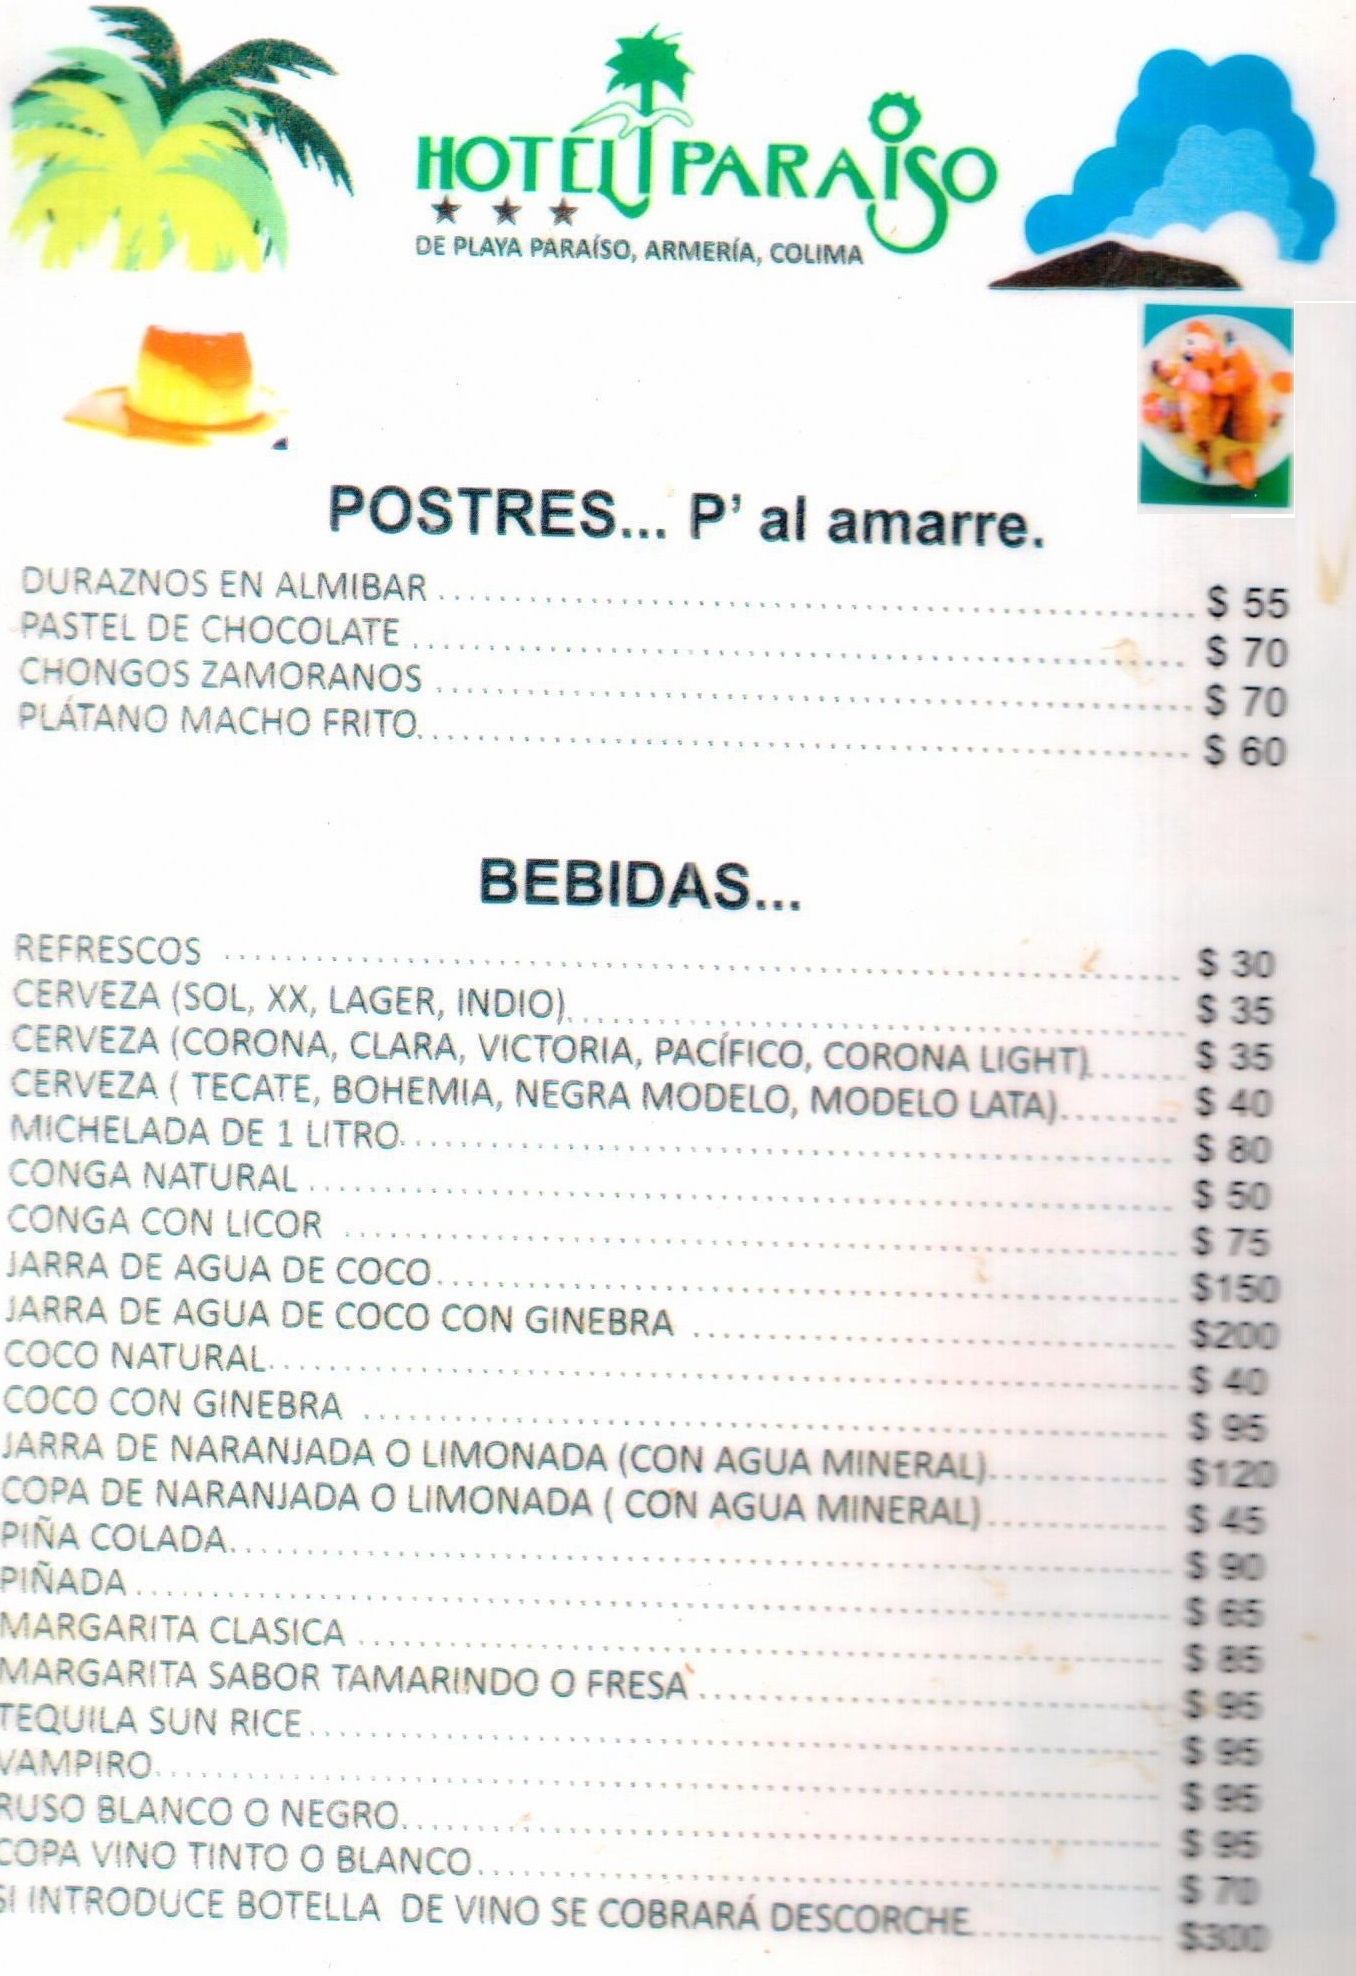 HOTEL PARAISO
DE PLAYA PARAÍSO, ARMERÍA, COLIMA
POSTRES... P' al amarre.
DURAZNOS EN ALMIBAR ........ $ 55
PASTEL DE CHOCOLATE ........ $ 70
CHONGOS ZAMORANOS ........ $ 70
PLÁTANO MACHO FRITO ........ $ 60
BEBIDAS...
REFRESCOS ........ $ 30
CERVEZA (SOL, XX, LAGER, INDIO) ........ $ 35
CERVEZA (CORONA, CLARA, VICTORIA, PACÍFICO, CORONA LIGHT) ........ $ 35
CERVEZA ( TECATE, BOHEMIA, NEGRA MODELO, MODELO LATA) ........ $ 40
MICHELADA DE 1 LITRO ........ $ 80
CONGA NATURAL ........ $ 50
CONGA CON LICOR ........ $ 75
JARRA DE AGUA DE COCO ........ $150
JARRA DE AGUA DE COCO CON GINEBRA ........ $200
COCO NATURAL ........ $ 40
COCO CON GINEBRA ........ $ 95
JARRA DE NARANJADA O LIMONADA (CON AGUA MINERAL) ........ $120
COPA DE NARANJADA O LIMONADA ( CON AGUA MINERAL) ........ $ 45
PIÑA COLADA ........ $ 90
PIÑADA ........ $ 65
MARGARITA CLASICA ........ $ 85
MARGARITA SABOR TAMARINDO O FRESA ........ $ 95
TEQUILA SUN RICE ........ $ 95
VAMPIRO ........ $ 95
RUSO BLANCO O NEGRO ........ $ 95
COPA VINO TINTO O BLANCO ........ $ 70
SI INTRODUCE BOTELLA DE VINO SE COBRARÁ DESCORCHE ........ $300